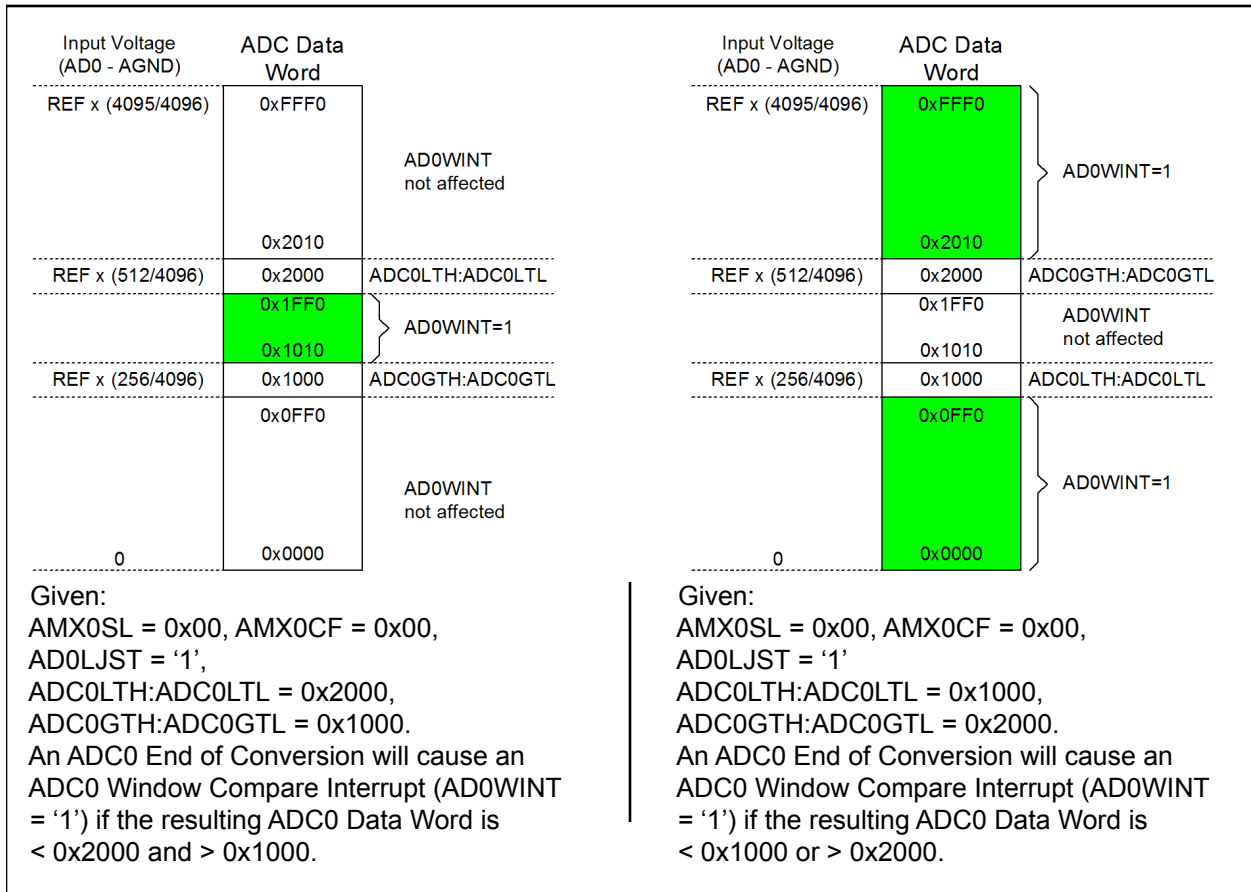 Input Voltage
(AD0 - AGND)
ADC Data
Word
REF x (4095/4096)
0xFFF0
AD0WINT
not affected
0x2010
REF x (512/4096)
0x2000
ADC0LTH:ADC0LTL
0x1FF0
AD0WINT=1
0x1010
REF x (256/4096)
0x1000
ADC0GTH:ADC0GTL
0x0FF0
AD0WINT
not affected
0
0x0000
Given:
AMX0SL = 0x00, AMX0CF = 0x00,
AD0LJST = ‘1’,
ADC0LTH:ADC0LTL = 0x2000,
ADC0GTH:ADC0GTL = 0x1000.
An ADC0 End of Conversion will cause an
ADC0 Window Compare Interrupt (AD0WINT
= ‘1’) if the resulting ADC0 Data Word is
< 0x2000 and > 0x1000.
Input Voltage
(AD0 - AGND)
ADC Data
Word
REF x (4095/4096)
0xFFF0
AD0WINT=1
0x2010
REF x (512/4096)
0x2000
ADC0GTH:ADC0GTL
0x1FF0
AD0WINT
not affected
0x1010
REF x (256/4096)
0x1000
ADC0LTH:ADC0LTL
0x0FF0
AD0WINT=1
0
0x0000
Given:
AMX0SL = 0x00, AMX0CF = 0x00,
AD0LJST = ‘1’
ADC0LTH:ADC0LTL = 0x1000,
ADC0GTH:ADC0GTL = 0x2000.
An ADC0 End of Conversion will cause an
ADC0 Window Compare Interrupt (AD0WINT
= ‘1’) if the resulting ADC0 Data Word is
< 0x1000 or > 0x2000.